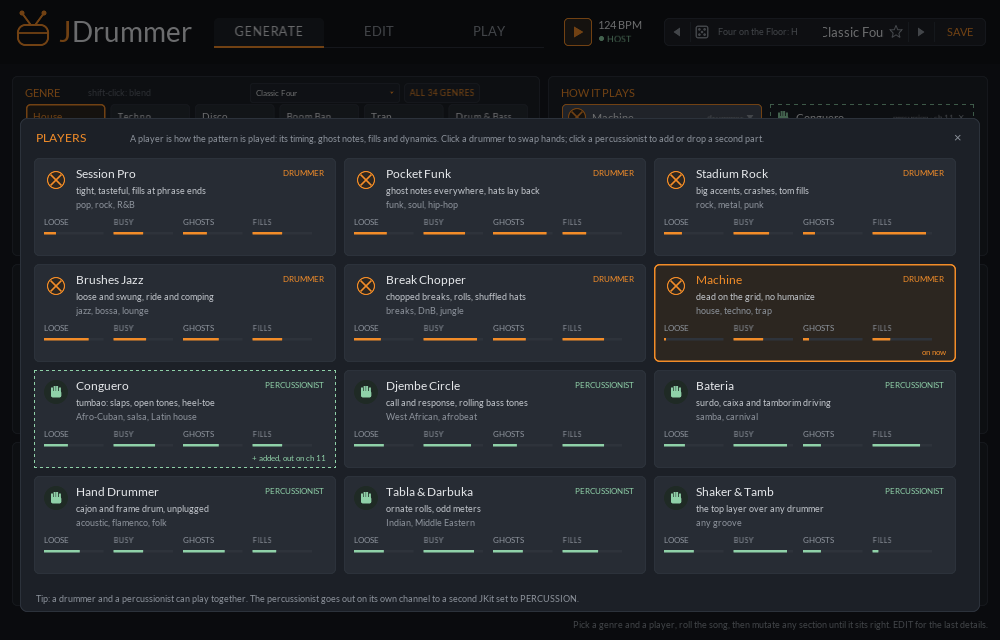 JDrummer
GENERATE EDIT PLAY
124 BPM
HOST
Four on the Floor: H
Classic Fou
SAVE
GENRE shift-click: blend Classic Four ALL 34 GENRES
HOW IT PLAYS
House Techno Disco Boom Bap Trap Drum & Bass
Machine
Conguero
PLAYERS
A player is how the pattern is played: its timing, ghost notes, fills and dynamics. Click a drummer to swap hands; click a percussionist to add or drop a second part.
×
Session Pro DRUMMER
tight, tasteful, fills at phrase ends
pop, rock, R&B
LOOSE BUSY GHOSTS FILLS
Pocket Funk DRUMMER
ghost notes everywhere, hats lay back
funk, soul, hip-hop
LOOSE BUSY GHOSTS FILLS
Stadium Rock DRUMMER
big accents, crashes, tom fills
rock, metal, punk
LOOSE BUSY GHOSTS FILLS
Brushes Jazz DRUMMER
loose and swung, ride and comping
jazz, bossa, lounge
LOOSE BUSY GHOSTS FILLS
Break Chopper DRUMMER
chopped breaks, rolls, shuffled hats
breaks, DnB, jungle
LOOSE BUSY GHOSTS FILLS
Machine DRUMMER
dead on the grid, no humanize
house, techno, trap
LOOSE BUSY GHOSTS FILLS
on now
Conguero PERCUSSIONIST
tumbao: slaps, open tones, heel-toe
Afro-Cuban, salsa, Latin house
LOOSE BUSY GHOSTS FILLS
+ added, out on ch 11
Djembe Circle PERCUSSIONIST
call and response, rolling bass tones
West African, afrobeat
LOOSE BUSY GHOSTS FILLS
Bateria PERCUSSIONIST
surdo, caixa and tamborim driving
samba, carnival
LOOSE BUSY GHOSTS FILLS
Hand Drummer PERCUSSIONIST
cajon and frame drum, unplugged
acoustic, flamenco, folk
LOOSE BUSY GHOSTS FILLS
Tabla & Darbuka PERCUSSIONIST
ornate rolls, odd meters
Indian, Middle Eastern
LOOSE BUSY GHOSTS FILLS
Shaker & Tamb PERCUSSIONIST
the top layer over any drummer
any groove
LOOSE BUSY GHOSTS FILLS
Tip: a drummer and a percussionist can play together. The percussionist goes out on its own channel to a second JKit set to PERCUSSION.
Pick a genre and a player, roll the song, then mutate any section until it sits right. EDIT for the last details.